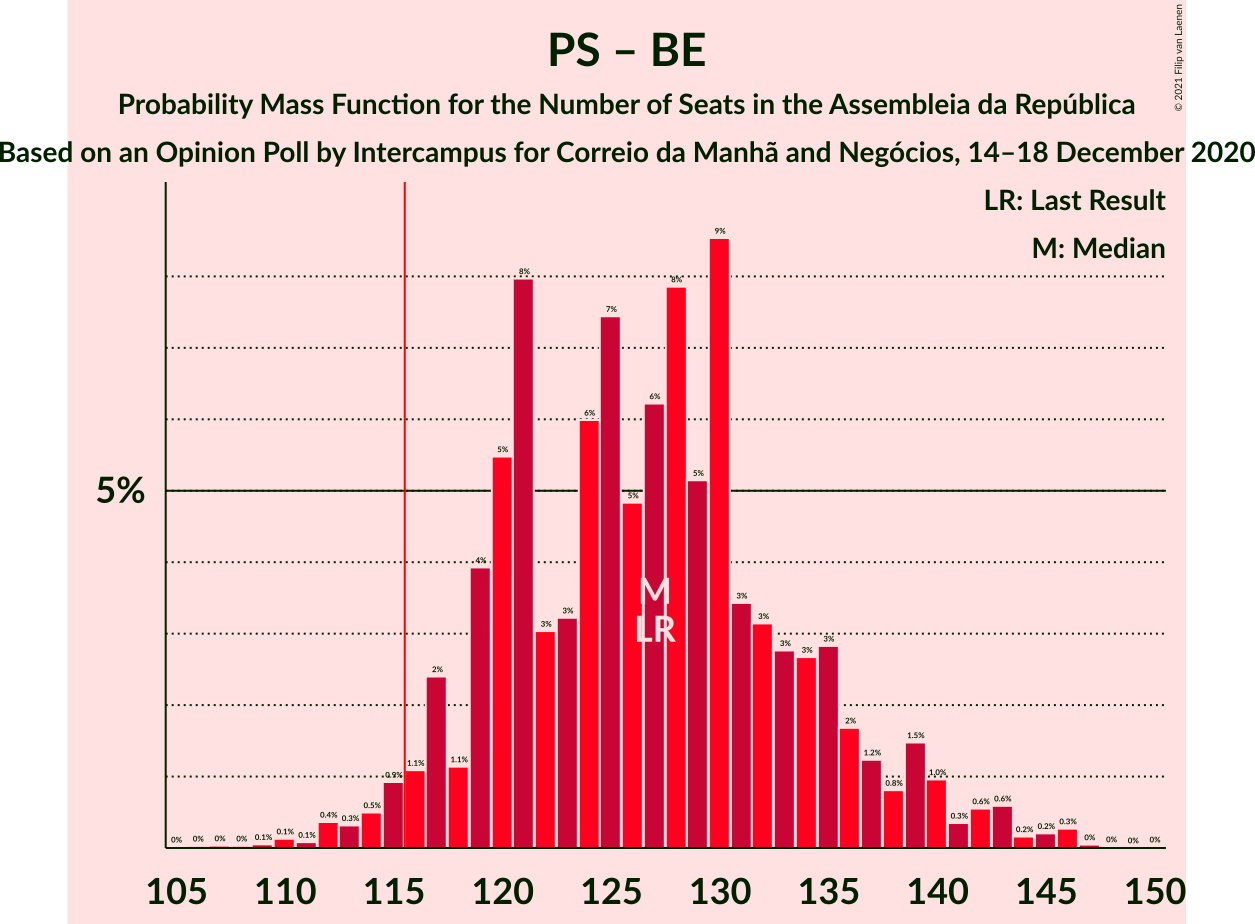 PS – BE
Probability Mass Function for the Number of Seats in the Assembleia da República
Based on an Opinion Poll by Intercampus for Correio da Manhã and Negócios, 14–18 December 2020
© 2021 Filip van Laenen
LR: Last Result
M: Median
5%
0% 0% 0% 0% 0.1% 0.1% 0.1% 0.4% 0.3% 0.5% 0.9% 1.1% 2% 1.1% 4% 5% 8% 3% 3% 6% 7% 5% 6% 8% 5% 9% 3% 3% 3% 3% 3% 2% 1.2% 0.8% 1.5% 1.0% 0.3% 0.6% 0.6% 0.2% 0.2% 0.3% 0% 0% 0% 0%
M
LR
105 110 115 120 125 130 135 140 145 150